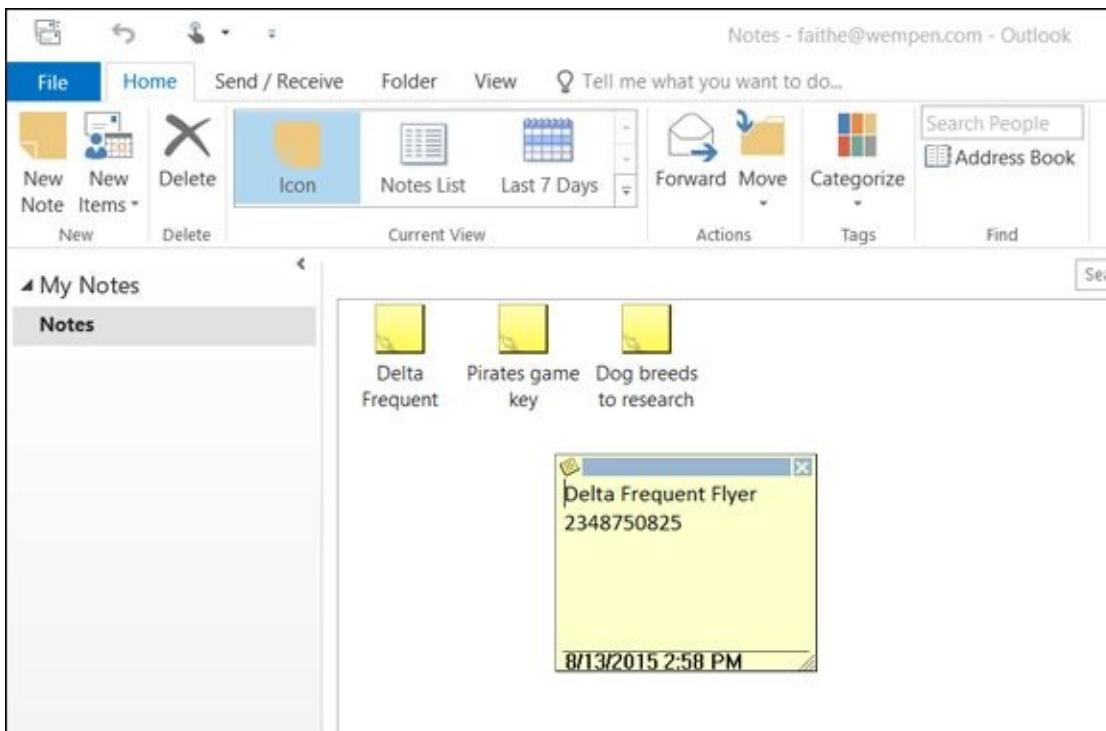 Notes - faithe@wempen.com - Outlook
File Home Send / Receive Folder View Tell me what you want to do...
New Note
New Items
Delete
Icon
Notes List
Last 7 Days
Forward
Move
Categorize
Search People
Address Book
New Delete Current View Actions Tags Find
My Notes
Notes
Delta
Frequent
Pirates game
key
Dog breeds
to research
Delta Frequent Flyer
2348750825
8/13/2015 2:58 PM